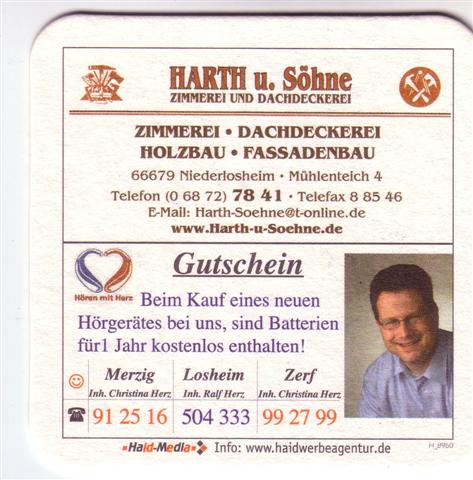 HARTH u. Söhne
ZIMMEREI UND DACHDECKEREI
ZIMMEREI • DACHDECKEREI
HOLZBAU • FASSADENBAU
66679 Niederlosheim • Mühlenteich 4
Telefon (0 68 72) 78 41 • Telefax 8 85 46
E-Mail: Harth-Soehne@t-online.de
www.Harth-u-Soehne.de
Gutschein
Hören mit Herz
Beim Kauf eines neuen
Hörgerätes bei uns, sind Batterien
für1 Jahr kostenlos enthalten!
Merzig Losheim Zerf
Inh. Christina Herz Inh. Ralf Herz Inh. Christina Herz
☎ 91 25 16 504 333 99 27 99
Haid-Media Info: www.haidwerbeagentur.de
H_8960